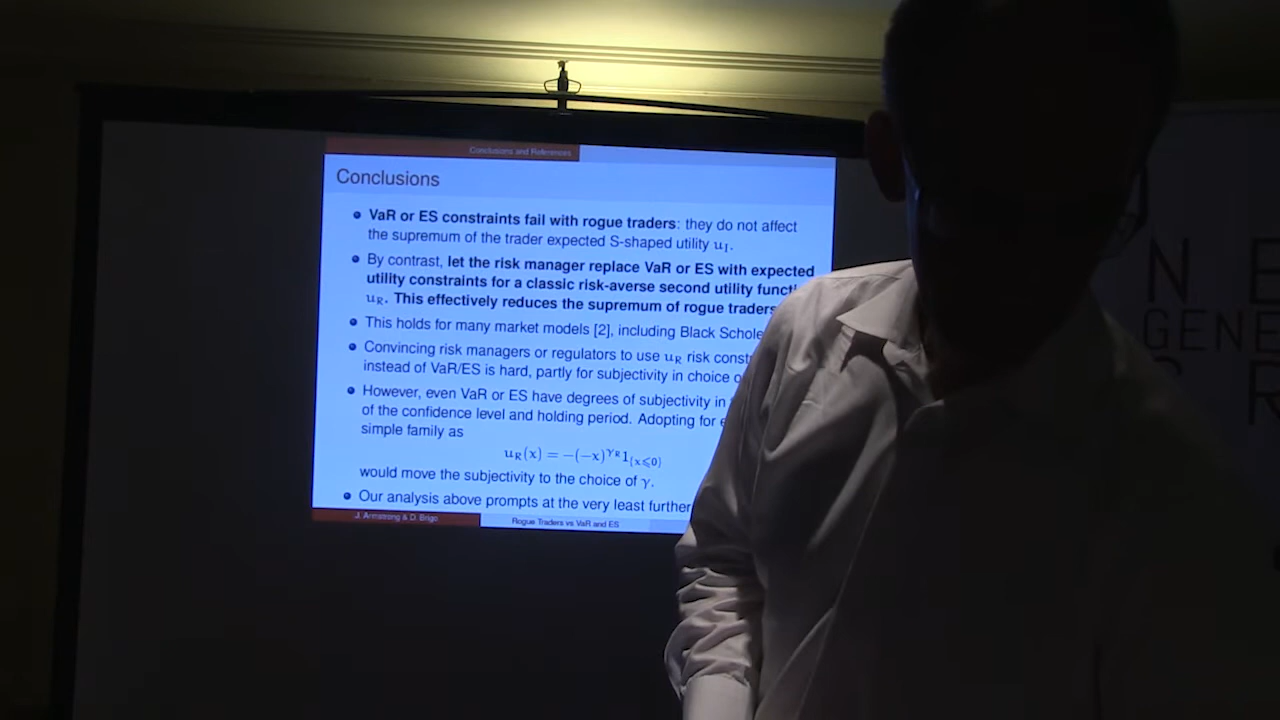 Conclusions and References
Conclusions
• VaR or ES constraints fail with rogue traders: they do not affect
the supremum of the trader expected S-shaped utility u_I.
• By contrast, let the risk manager replace VaR or ES with expected
utility constraints for a classic risk-averse second utility functi
u_R. This effectively reduces the supremum of rogue traders
• This holds for many market models [2], including Black Schole
• Convincing risk managers or regulators to use u_R risk const
instead of VaR/ES is hard, partly for subjectivity in choice o
• However, even VaR or ES have degrees of subjectivity in
of the confidence level and holding period. Adopting for e
simple family as
u_R(x) = −(−x)^{γ_R} 1_{x⩽0}
would move the subjectivity to the choice of γ.
• Our analysis above prompts at the very least further
J. Armstrong & D. Brigo
Rogue Traders vs VaR and ES
N E
GENE
R